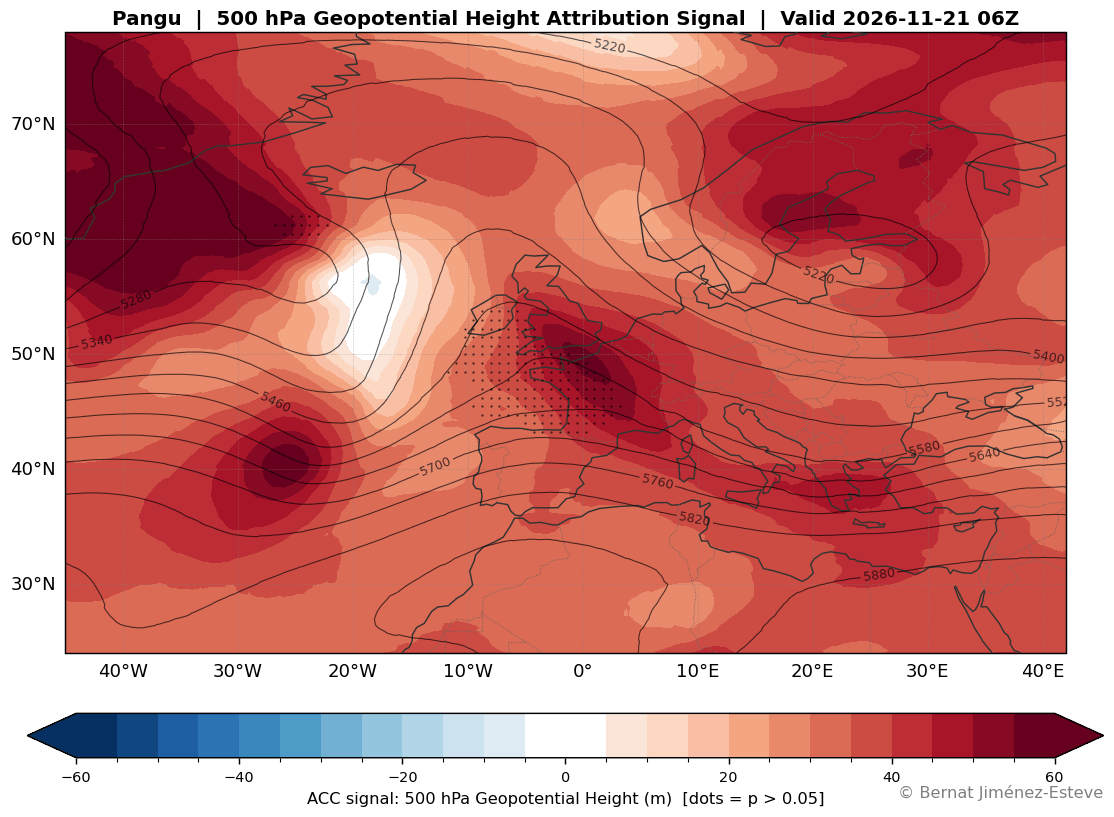 Pangu | 500 hPa Geopotential Height Attribution Signal | Valid 2026-11-21 06Z
5220
70°N
60°N
5220
5280
5340
50°N
5400
5460
552
5580
5640
5700
40°N
5760
5820
5880
30°N
40°W 30°W 20°W 10°W 0° 10°E 20°E 30°E 40°E
−60 −40 −20 0 20 40 60
ACC signal: 500 hPa Geopotential Height (m) [dots = p > 0.05]
© Bernat Jiménez-Esteve